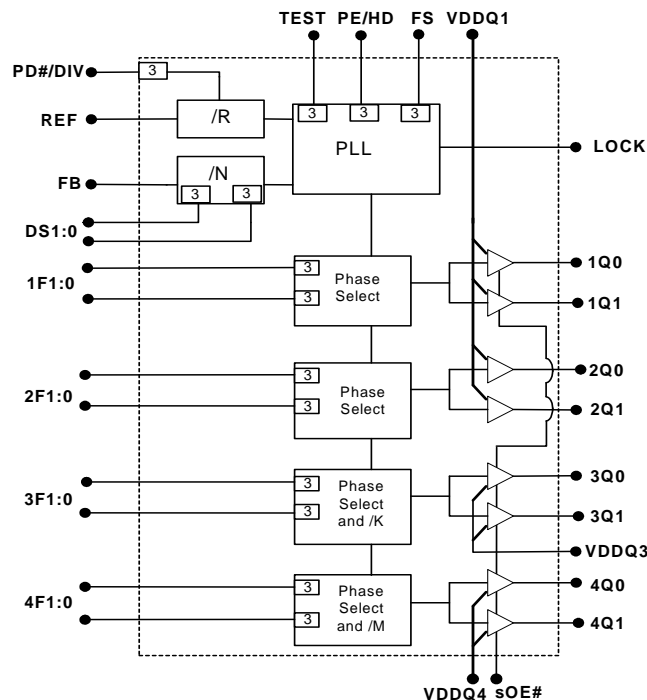 TEST PE/HD FS VDDQ1
PD#/DIV
3
REF
/R
3 3 3
PLL
LOCK
FB
/N
3 3
DS1:0
1F1:0
3
3
Phase
Select
1Q0
1Q1
2F1:0
3
3
Phase
Select
2Q0
2Q1
3F1:0
3
3
Phase
Select
and /K
3Q0
3Q1
VDDQ3
4F1:0
3
3
Phase
Select
and /M
4Q0
4Q1
VDDQ4 sOE#